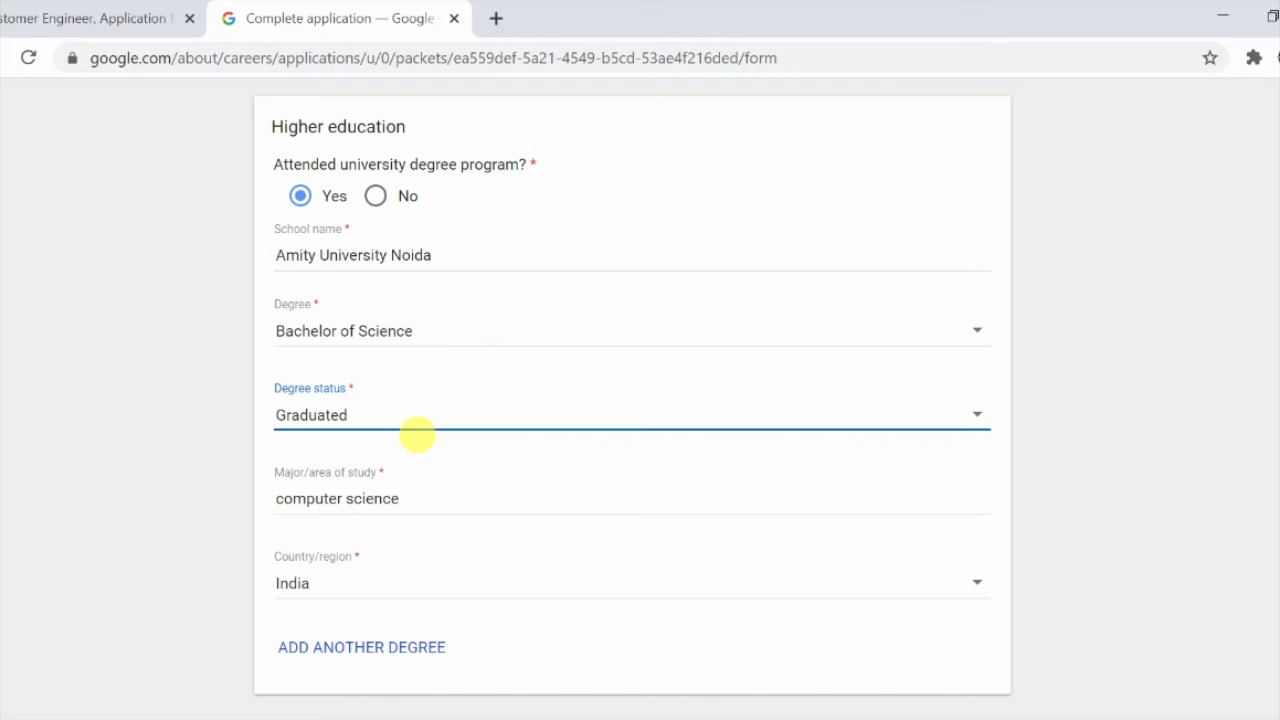 stomer Engineer, Application
Complete application — Google
google.com/about/careers/applications/u/0/packets/ea559def-5a21-4549-b5cd-53ae4f216ded/form
Higher education
Attended university degree program? *
Yes No
School name *
Amity University Noida
Degree *
Bachelor of Science
Degree status *
Graduated
Major/area of study *
computer science
Country/region *
India
ADD ANOTHER DEGREE